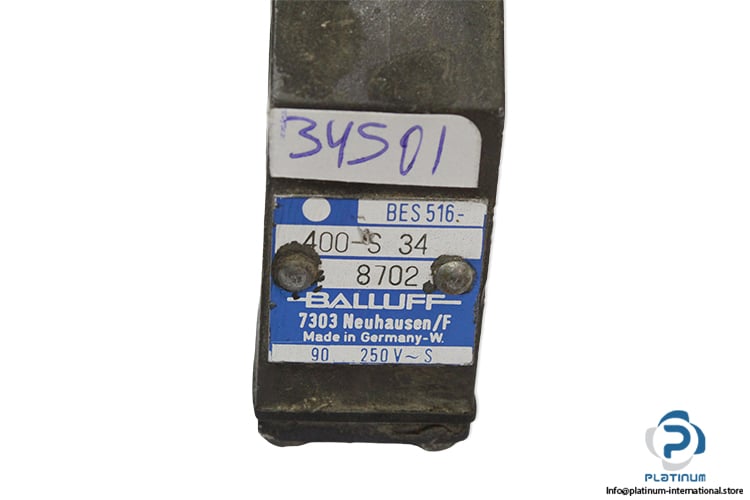 34501
BES 516-
400-S 34
8702
BALLUFF
7303 Neuhausen/F
Made in Germany-W.
90...250V~ S
PLATINUM
Info@platinum-international.store